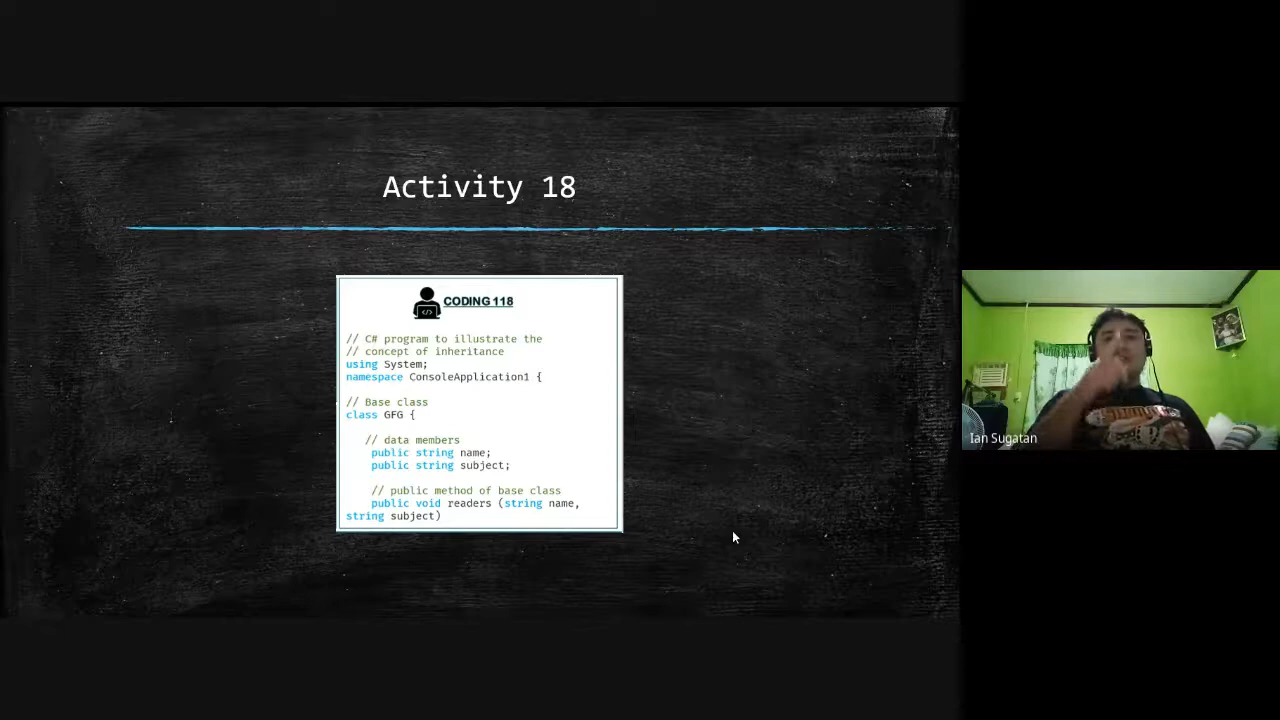 Activity 18
</>
CODING 118
// C# program to illustrate the
// concept of inheritance
using System;
namespace ConsoleApplication1 {
// Base class
class GFG {
// data members
public string name;
public string subject;
// public method of base class
public void readers (string name,
string subject)
Ian Sugatan